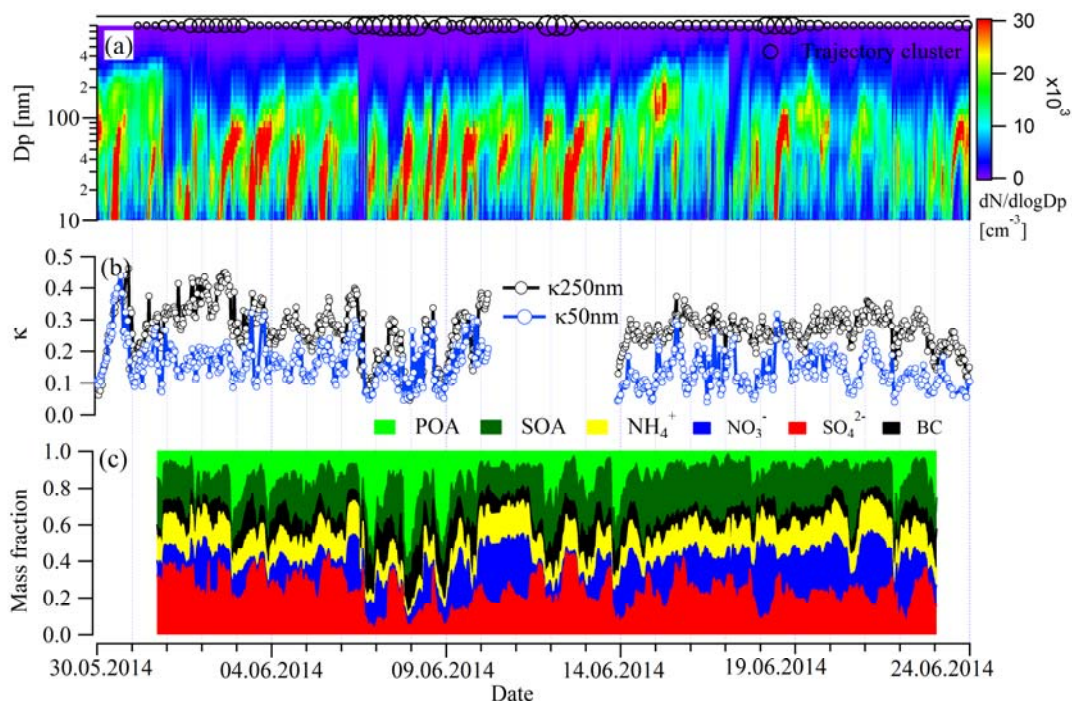 (a)
Trajectory cluster
Dp [nm]
4
2
100
4
2
10
30
20
10
0
x10³
dN/dlogDp
[cm⁻³]
(b)
κ
0.5
0.4
0.3
0.2
0.1
0.0
κ250nm
κ50nm
POA SOA NH₄⁺ NO₃⁻ SO₄²⁻ BC
(c)
Mass fraction
1.0
0.8
0.6
0.4
0.2
0.0
30.05.2014 04.06.2014 09.06.2014 14.06.2014 19.06.2014 24.06.2014
Date